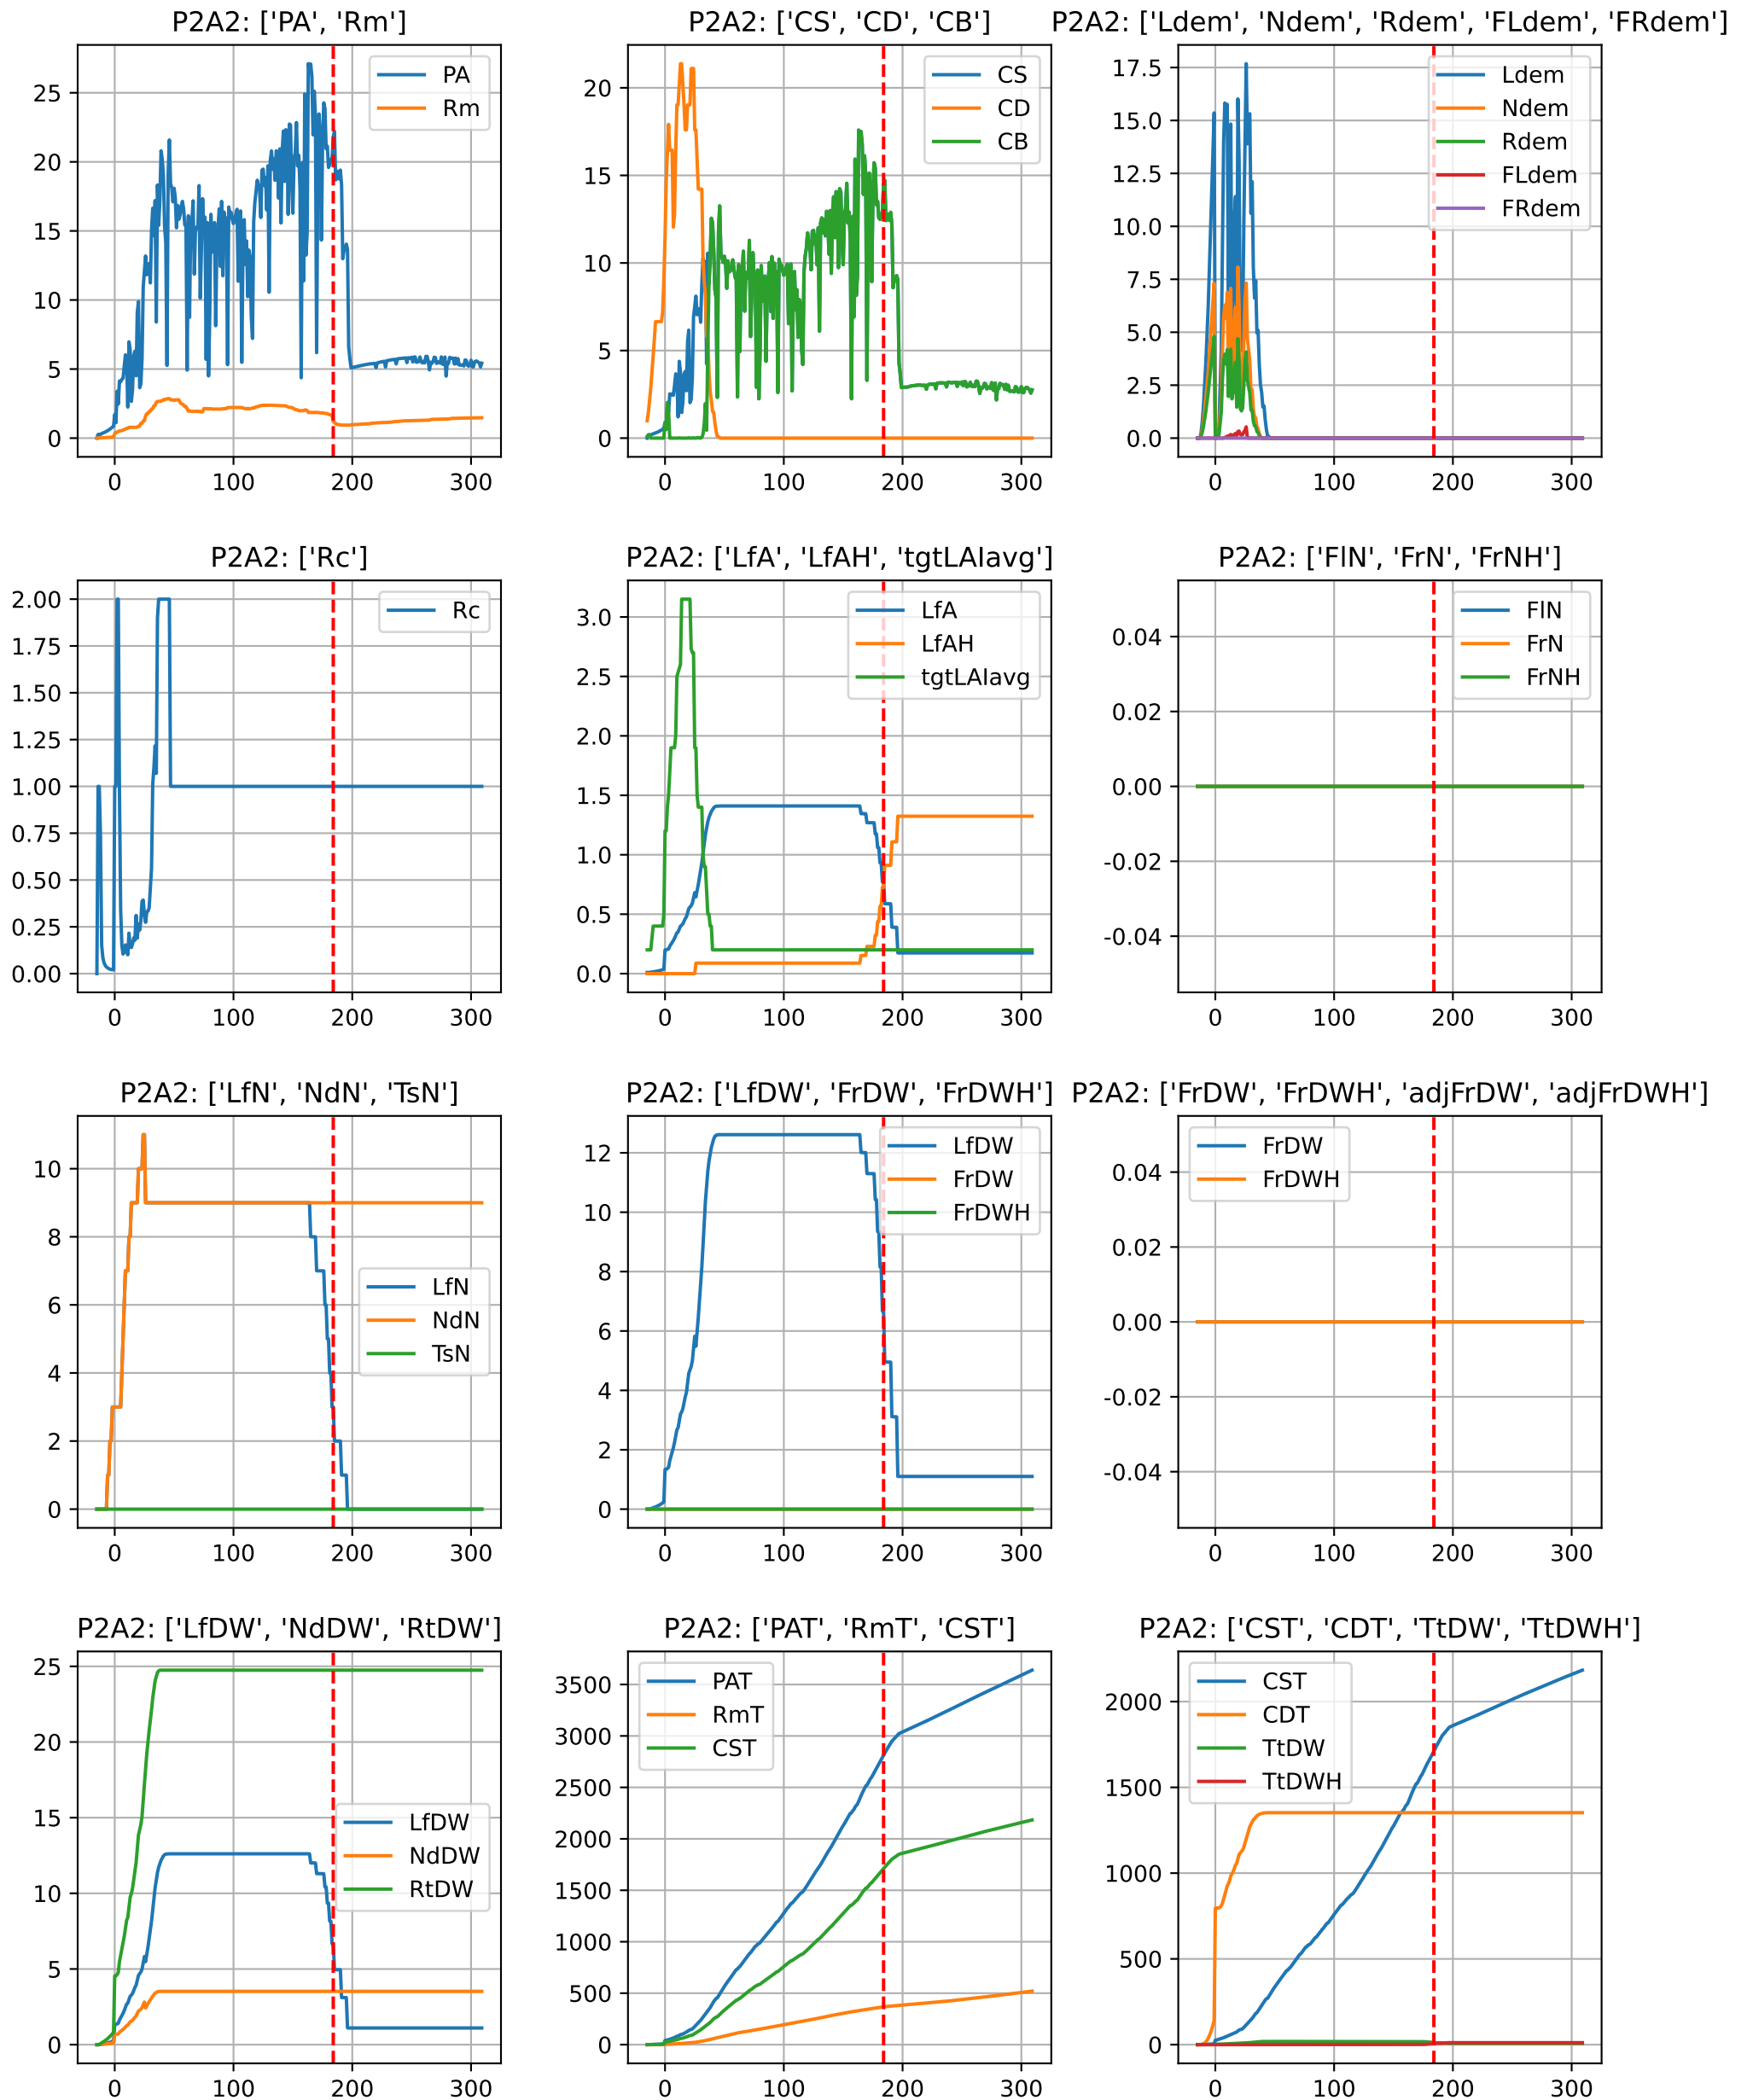 P2A2: ['PA', 'Rm']
PA
Rm
25
20
15
10
5
0
0 100 200 300
P2A2: ['CS', 'CD', 'CB']
CS
CD
CB
20
15
10
5
0
0 100 200 300
P2A2: ['Ldem', 'Ndem', 'Rdem', 'FLdem', 'FRdem']
Ldem
Ndem
Rdem
FLdem
FRdem
17.5
15.0
12.5
10.0
7.5
5.0
2.5
0.0
0 100 200 300
P2A2: ['Rc']
Rc
2.00
1.75
1.50
1.25
1.00
0.75
0.50
0.25
0.00
0 100 200 300
P2A2: ['LfA', 'LfAH', 'tgtLAIavg']
LfA
LfAH
tgtLAIavg
3.0
2.5
2.0
1.5
1.0
0.5
0.0
0 100 200 300
P2A2: ['FlN', 'FrN', 'FrNH']
FlN
FrN
FrNH
0.04
0.02
0.00
-0.02
-0.04
0 100 200 300
P2A2: ['LfN', 'NdN', 'TsN']
LfN
NdN
TsN
10
8
6
4
2
0
0 100 200 300
P2A2: ['LfDW', 'FrDW', 'FrDWH']
LfDW
FrDW
FrDWH
12
10
8
6
4
2
0
0 100 200 300
P2A2: ['FrDW', 'FrDWH', 'adjFrDW', 'adjFrDWH']
FrDW
FrDWH
0.04
0.02
0.00
-0.02
-0.04
0 100 200 300
P2A2: ['LfDW', 'NdDW', 'RtDW']
LfDW
NdDW
RtDW
25
20
15
10
5
0
0 100 200 300
P2A2: ['PAT', 'RmT', 'CST']
PAT
RmT
CST
3500
3000
2500
2000
1500
1000
500
0
0 100 200 300
P2A2: ['CST', 'CDT', 'TtDW', 'TtDWH']
CST
CDT
TtDW
TtDWH
2000
1500
1000
500
0
0 100 200 300